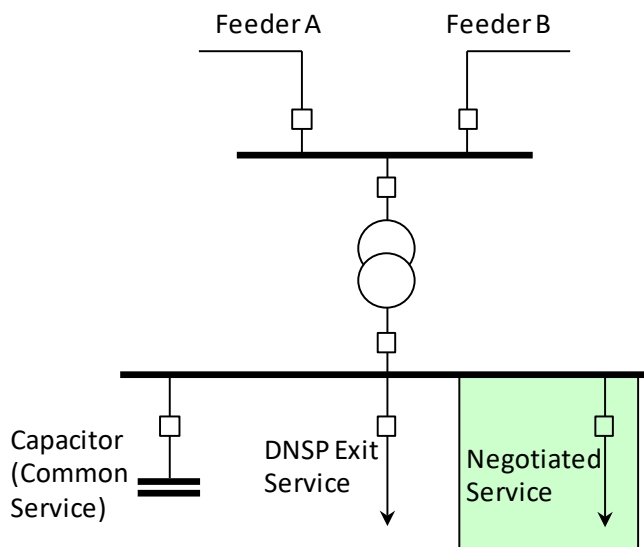 Feeder A
Feeder B
Capacitor
(Common
Service)
DNSP Exit
Service
Negotiated
Service